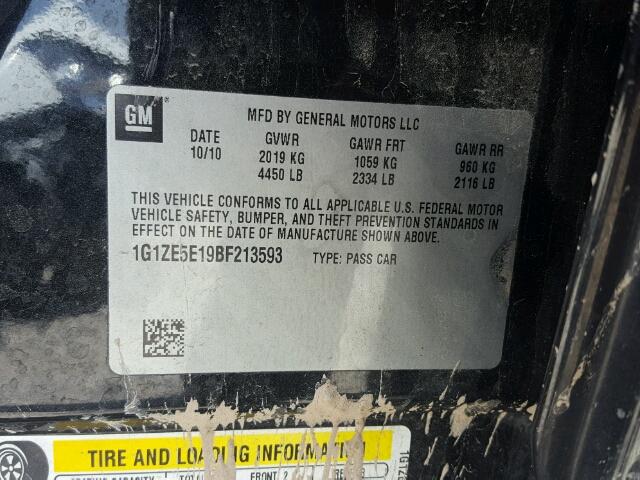 GM
MFD BY GENERAL MOTORS LLC
DATE GVWR GAWR FRT GAWR RR
10/10 2019 KG 1059 KG 960 KG
4450 LB 2334 LB 2116 LB
THIS VEHICLE CONFORMS TO ALL APPLICABLE U.S. FEDERAL MOTOR
VEHICLE SAFETY, BUMPER, AND THEFT PREVENTION STANDARDS IN
EFFECT ON THE DATE OF MANUFACTURE SHOWN ABOVE.
1G1ZE5E19BF213593 TYPE: PASS CAR
TIRE AND LOADING INFORMATION